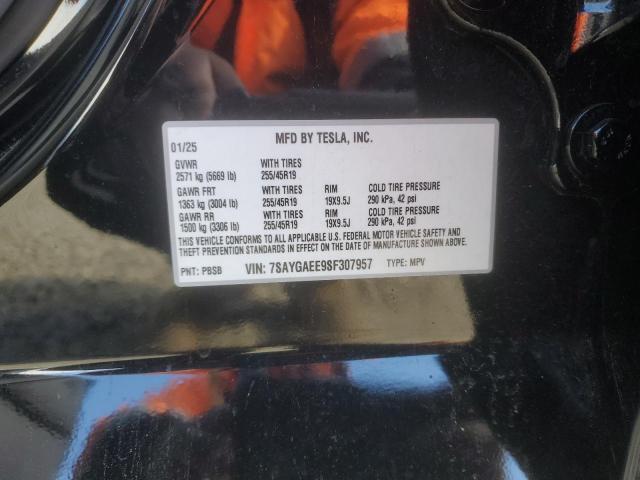 01/25 MFD BY TESLA, INC.
GVWR WITH TIRES
2571 kg (5669 lb) 255/45R19
GAWR FRT WITH TIRES RIM COLD TIRE PRESSURE
1363 kg (3004 lb) 255/45R19 19X9.5J 290 kPa, 42 psi
GAWR RR WITH TIRES RIM COLD TIRE PRESSURE
1500 kg (3306 lb) 255/45R19 19X9.5J 290 kPa, 42 psi
THIS VEHICLE CONFORMS TO ALL APPLICABLE U.S. FEDERAL MOTOR VEHICLE SAFETY AND
THEFT PREVENTION STANDARDS IN EFFECT ON THE DATE OF MANUFACTURE SHOWN ABOVE.
PNT: PBSB VIN: 7SAYGAEE9SF307957 TYPE: MPV